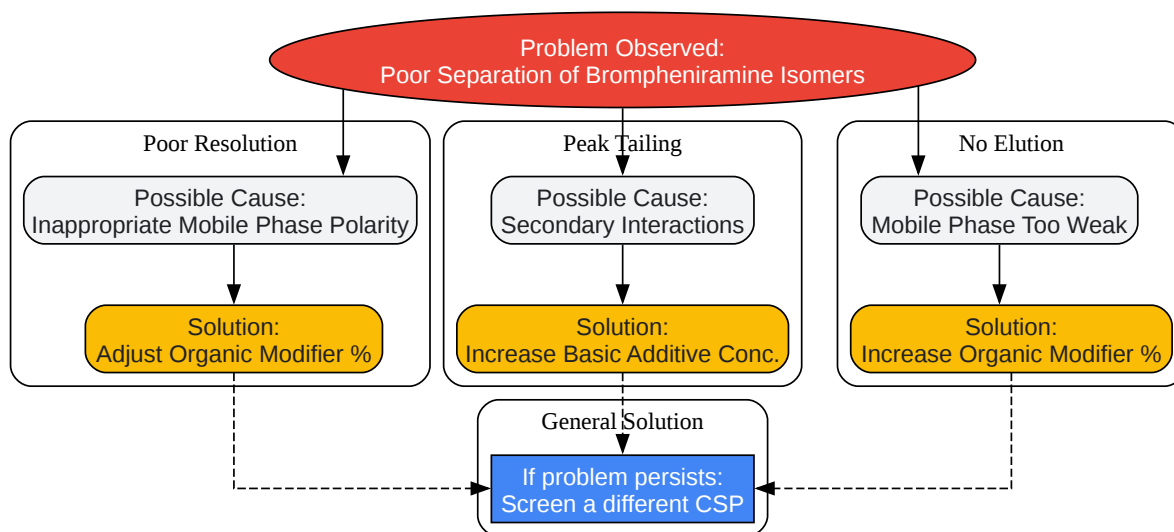 Problem Observed:
Poor Separation of Brompheniramine Isomers
Poor Resolution
Possible Cause:
Inappropriate Mobile Phase Polarity
Solution:
Adjust Organic Modifier %
Peak Tailing
Possible Cause:
Secondary Interactions
Solution:
Increase Basic Additive Conc.
No Elution
Possible Cause:
Mobile Phase Too Weak
Solution:
Increase Organic Modifier %
General Solution
If problem persists:
Screen a different CSP